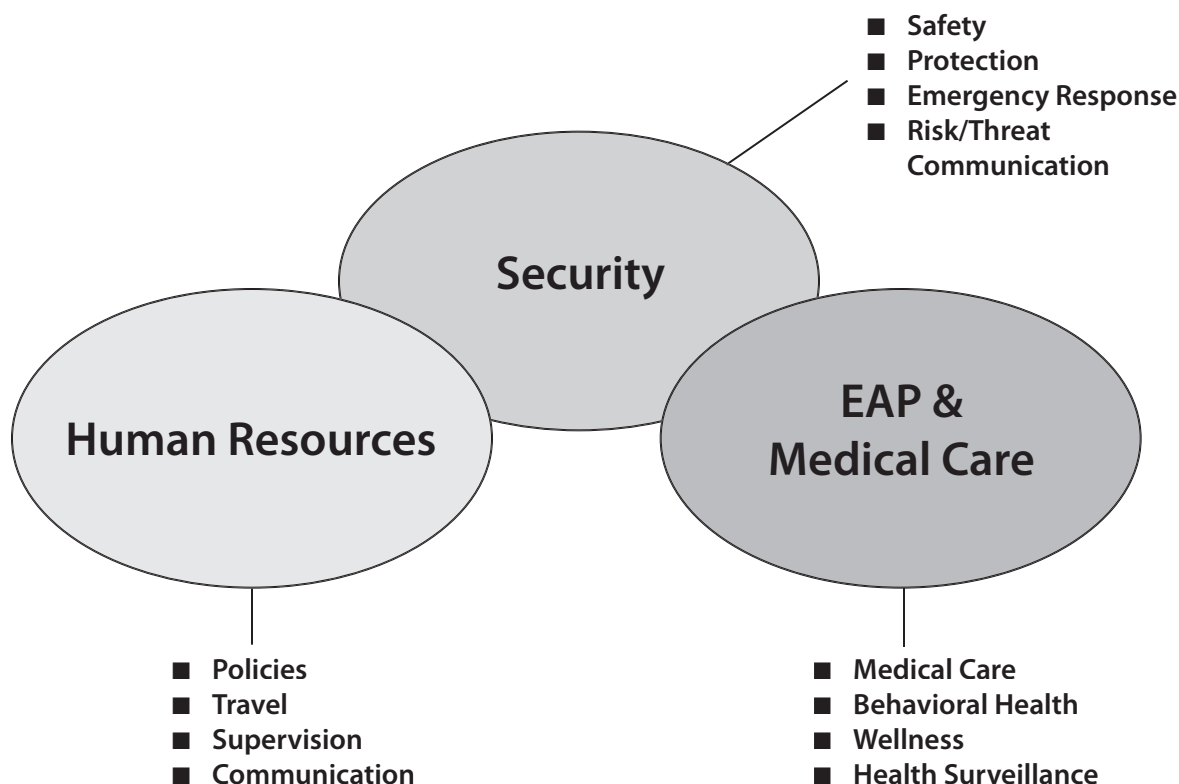 ■ Safety
■ Protection
■ Emergency Response
■ Risk/Threat
Communication
Security
Human Resources
EAP &
Medical Care
■ Policies
■ Travel
■ Supervision
■ Communication
■ Medical Care
■ Behavioral Health
■ Wellness
■ Health Surveillance